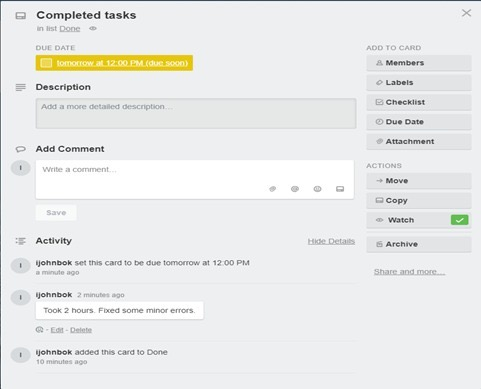 Completed tasks
in list Done
DUE DATE
tomorrow at 12:00 PM (due soon)
Description
Add a more detailed description...
Add Comment
I
Write a comment...
Save
Activity
Hide Details
I
ijohnbok set this card to be due tomorrow at 12:00 PM
a minute ago
I
ijohnbok 2 minutes ago
Took 2 hours. Fixed some minor errors.
- Edit - Delete
I
ijohnbok added this card to Done
10 minutes ago
ADD TO CARD
Members
Labels
Checklist
Due Date
Attachment
ACTIONS
Move
Copy
Watch
Archive
Share and more...